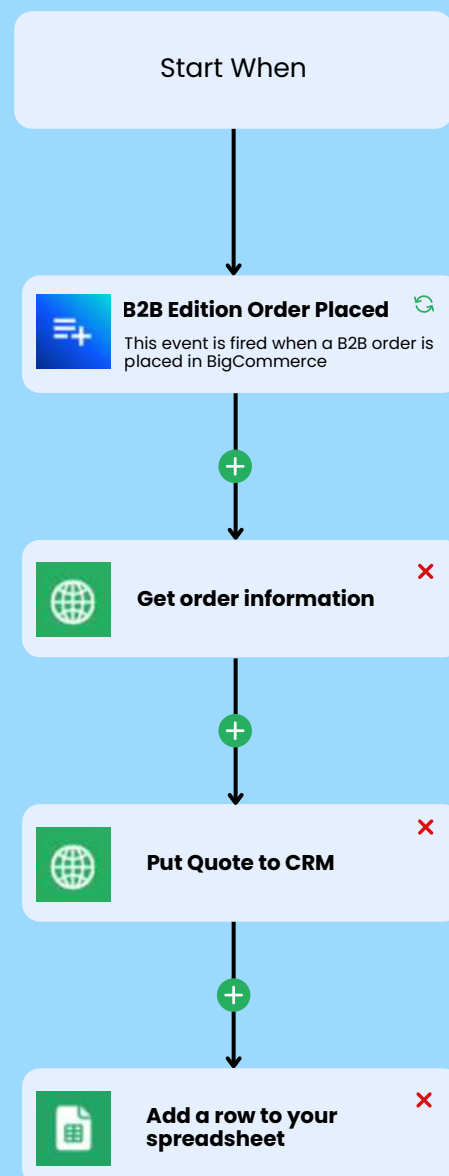 Start When
B2B Edition Order Placed
This event is fired when a B2B order is
placed in BigCommerce
Get order information
Put Quote to CRM
Add a row to your
spreadsheet